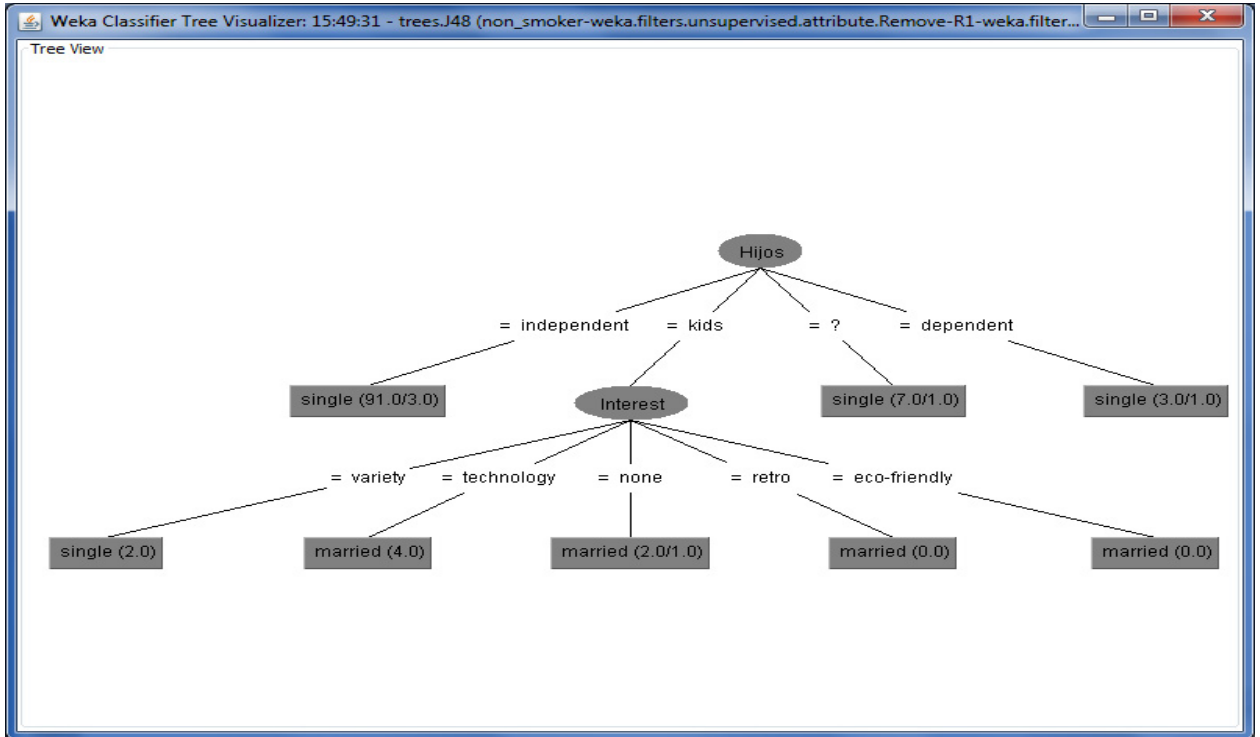 Weka Classifier Tree Visualizer: 15:49:31 - trees.J48 (non_smoker-weka.filters.unsupervised.attribute.Remove-R1-weka.filter...
Tree View
Hijos
= independent = kids = ? = dependent
single (91.0/3.0) Interest single (7.0/1.0) single (3.0/1.0)
= variety = technology = none = retro = eco-friendly
single (2.0) married (4.0) married (2.0/1.0) married (0.0) married (0.0)